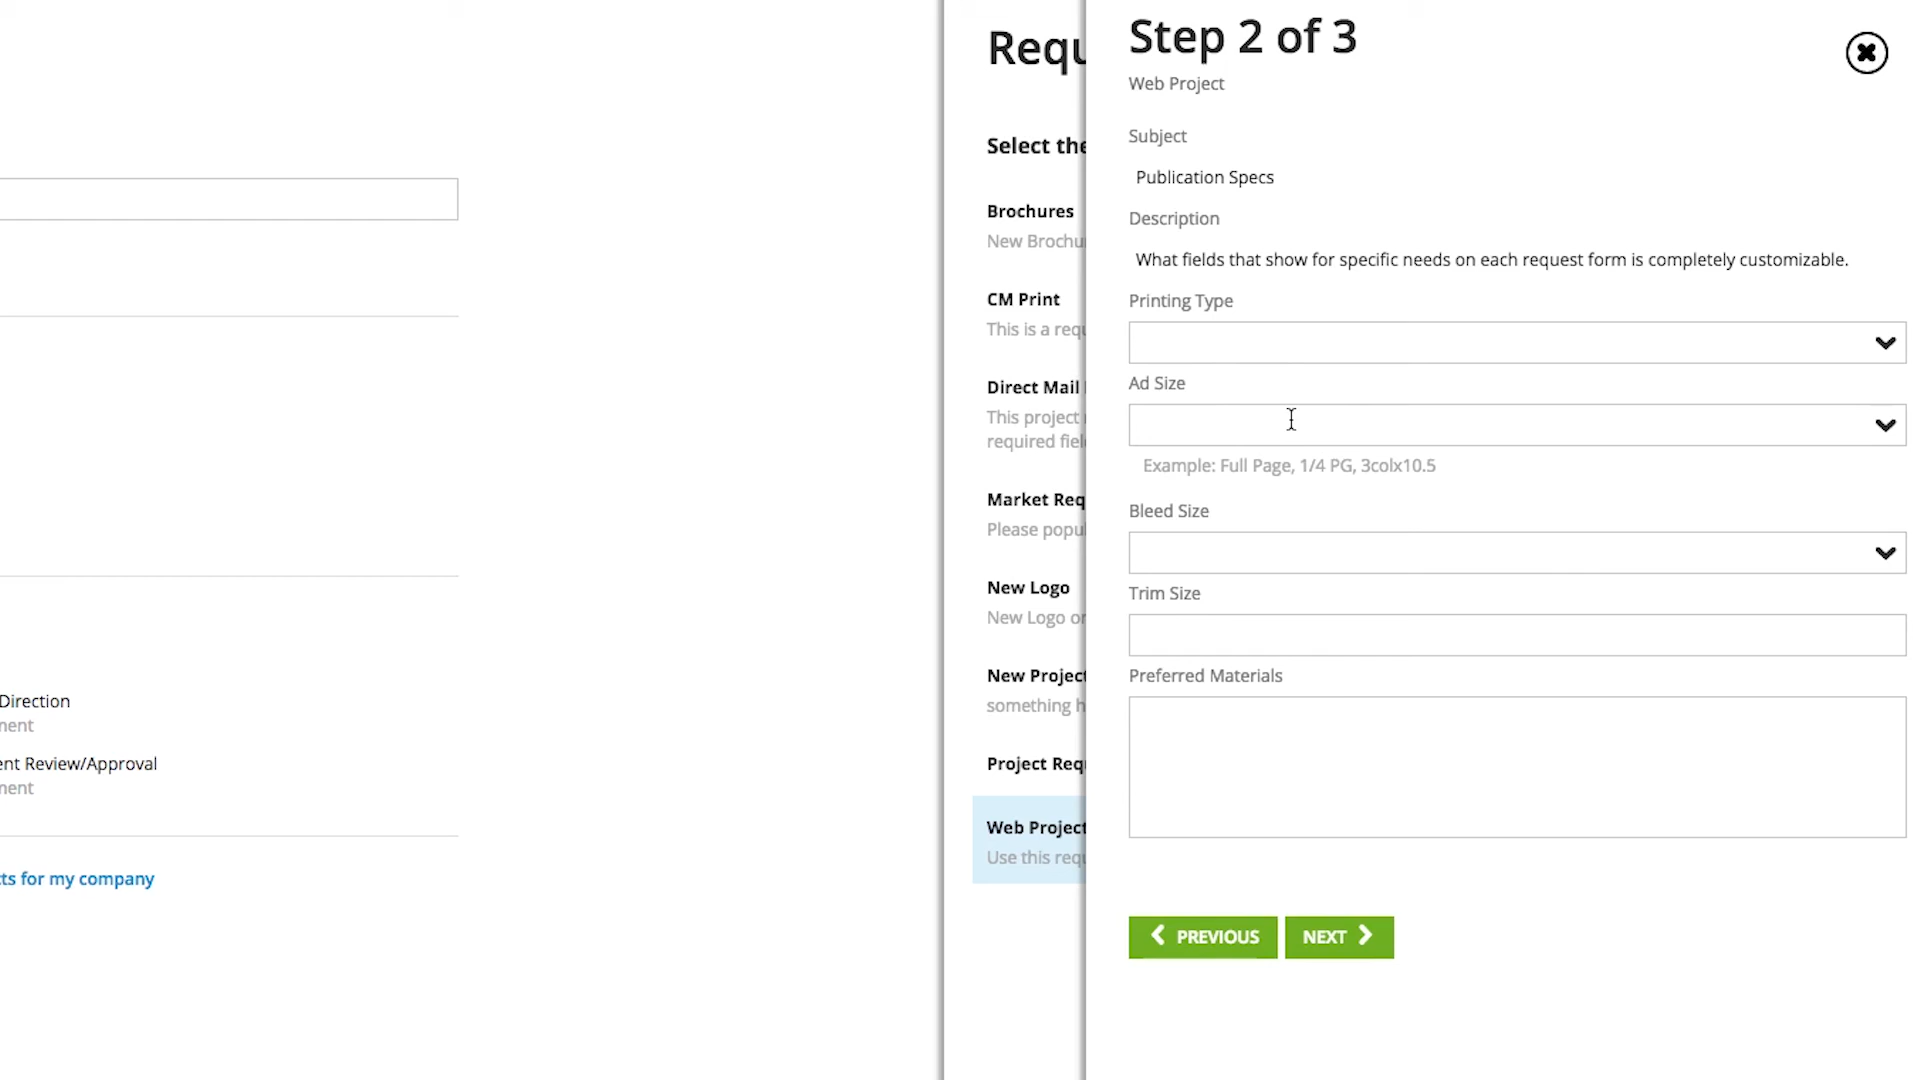 Direction
ent Review/Approval
ts for my company
Requ
Select the
Brochures
New Brochu
CM Print
This is a requ
Direct Mail
This project
required fiel
Market Req
Please popul
New Logo
New Logo or
New Project
something h
Project Requ
Web Project
Use this requ
Step 2 of 3
Web Project
Subject
Publication Specs
Description
What fields that show for specific needs on each request form is completely customizable.
Printing Type
Ad Size
Example: Full Page, 1/4 PG, 3colx10.5
Bleed Size
Trim Size
Preferred Materials
PREVIOUS
NEXT